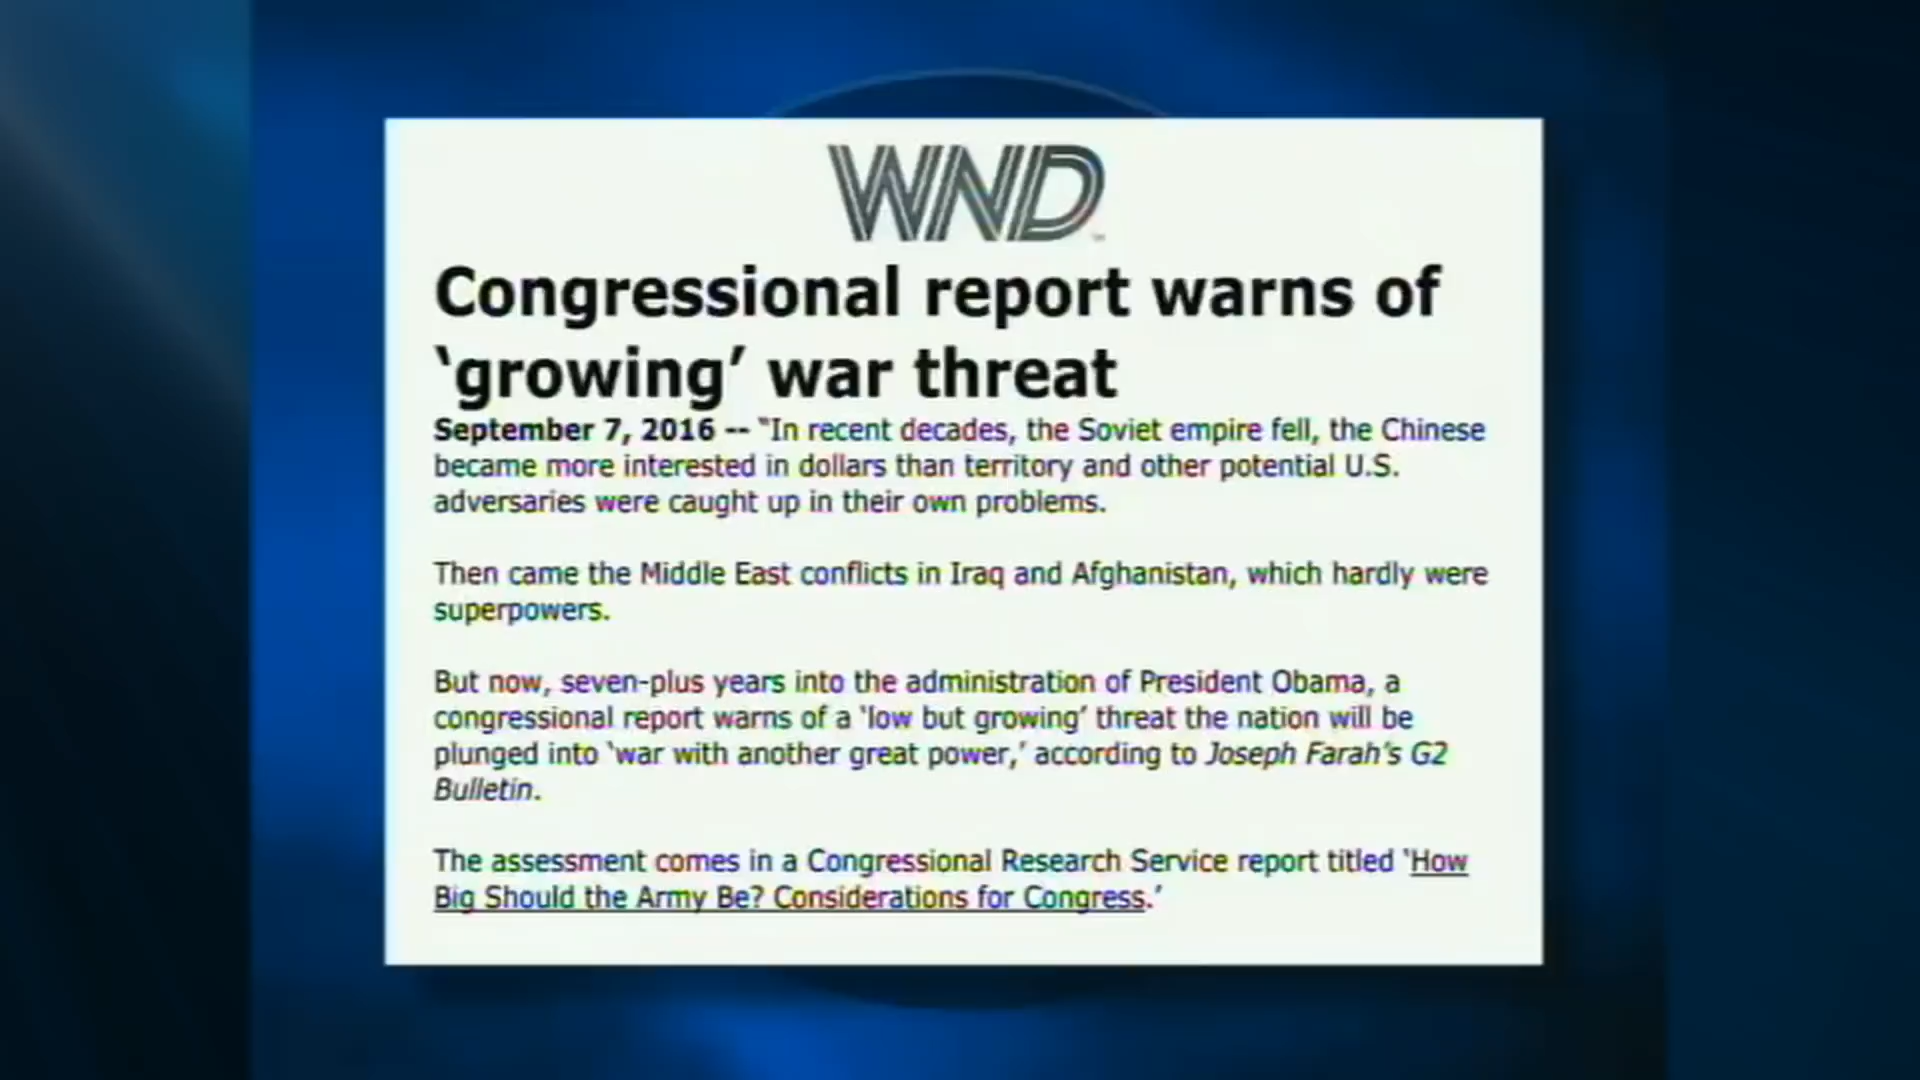 WND
Congressional report warns of
‘growing’ war threat
September 7, 2016 -- “In recent decades, the Soviet empire fell, the Chinese
became more interested in dollars than territory and other potential U.S.
adversaries were caught up in their own problems.
Then came the Middle East conflicts in Iraq and Afghanistan, which hardly were
superpowers.
But now, seven-plus years into the administration of President Obama, a
congressional report warns of a ‘low but growing’ threat the nation will be
plunged into ‘war with another great power,’ according to Joseph Farah’s G2
Bulletin.
The assessment comes in a Congressional Research Service report titled ‘How
Big Should the Army Be? Considerations for Congress.’